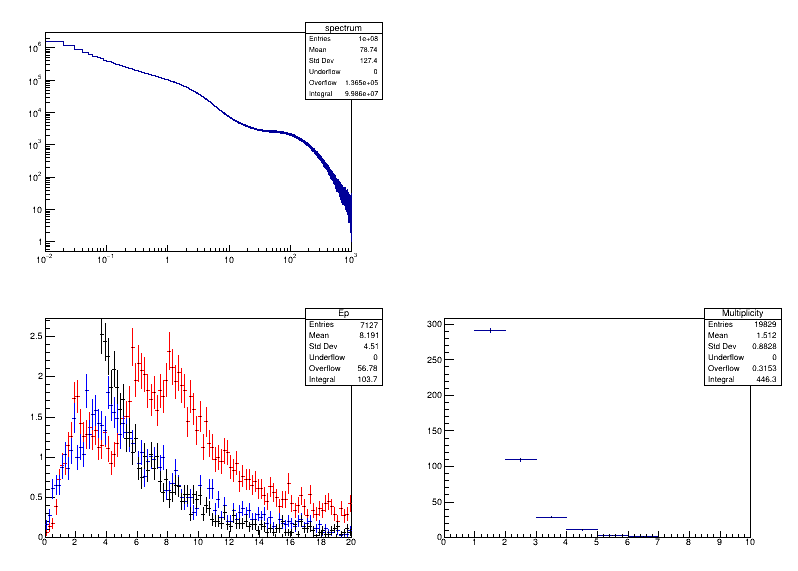 spectrum
Entries 1e+08
Mean 78.74
Std Dev 127.4
Underflow 0
Overflow 1.365e+05
Integral 9.986e+07
10^6
10^5
10^4
10^3
10^2
10
1
10^-2 10^-1 1 10 10^2 10^3
Ep
Entries 7127
Mean 8.191
Std Dev 4.51
Underflow 0
Overflow 56.78
Integral 103.7
2.5
2
1.5
1
0.5
0
0 2 4 6 8 10 12 14 16 18 20
Multiplicity
Entries 19829
Mean 1.512
Std Dev 0.8828
Underflow 0
Overflow 0.3153
Integral 446.3
300
250
200
150
100
50
0
0 1 2 3 4 5 6 7 8 9 10